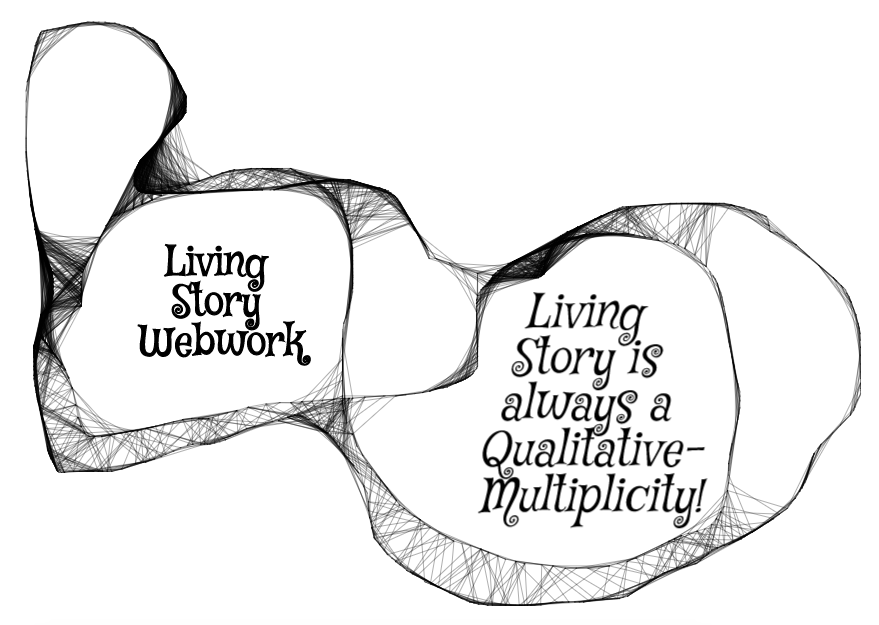 Living
Story
Webwork
Living
Story is
always a
Qualitative-
Multiplicity!